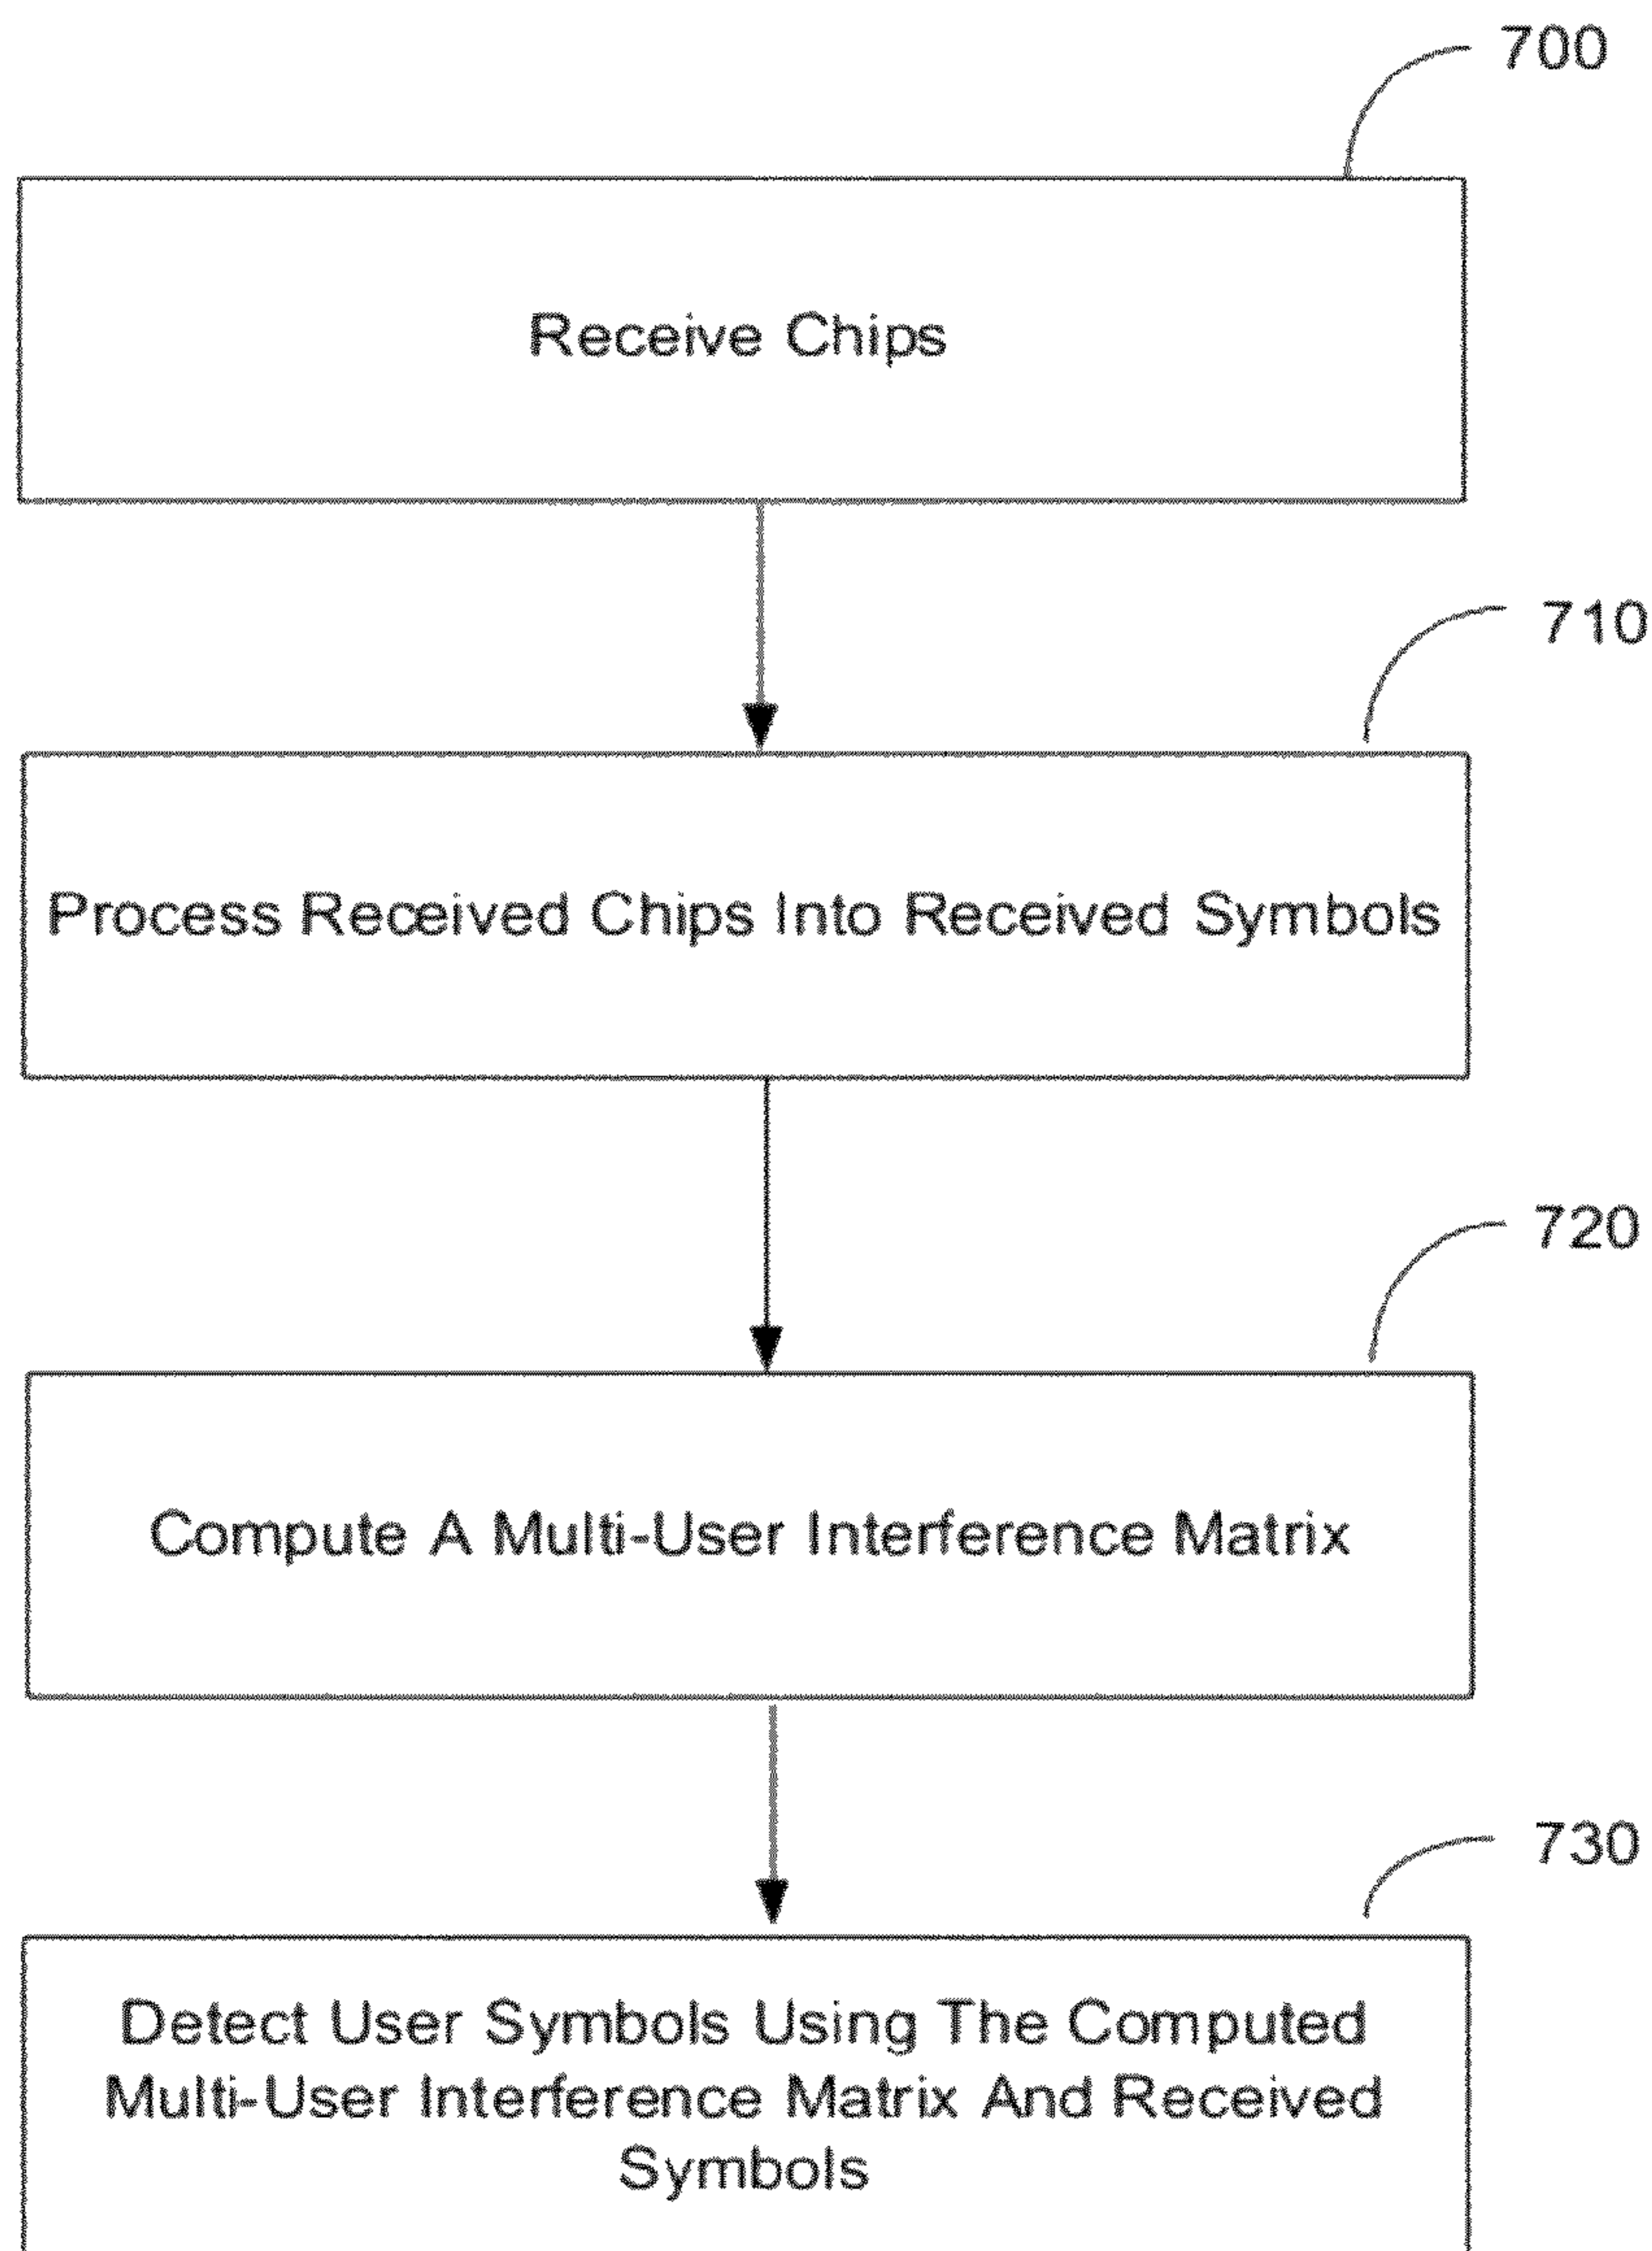 700
Receive Chips
710
Process Received Chips Into Received Symbols
720
Compute A Multi-User Interference Matrix
730
Detect User Symbols Using The Computed
Multi-User Interference Matrix And Received
Symbols